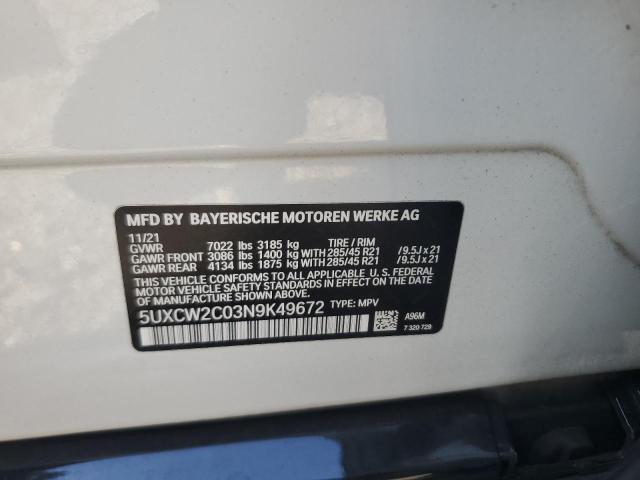 MFD BY BAYERISCHE MOTOREN WERKE AG
11/21
GVWR 7022 lbs 3185 kg TIRE / RIM
GAWR FRONT 3086 lbs 1400 kg WITH 285/45 R21 /9.5J x 21
GAWR REAR 4134 lbs 1875 kg WITH 285/45 R21 /9.5J x 21
THIS VEHICLE CONFORMS TO ALL APPLICABLE U. S. FEDERAL
MOTOR VEHICLE SAFETY STANDARDS IN EFFECT ON THE DATE
OF MANUFACTURE SHOWN ABOVE.
5UXCW2C03N9K49672 TYPE: MPV
A96M
7 320 729